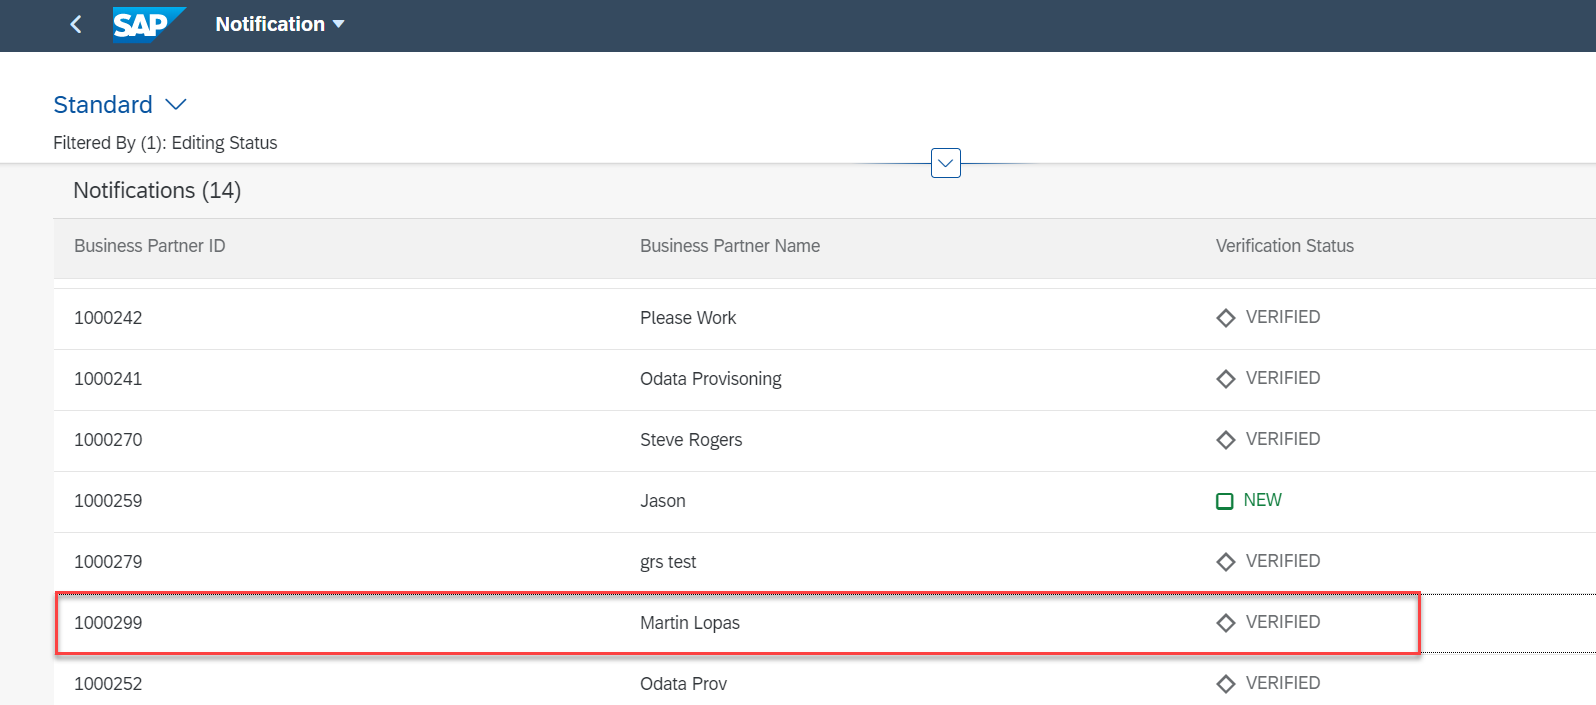 SAP Notification
Standard
Filtered By (1): Editing Status
Notifications (14)
Business Partner ID Business Partner Name Verification Status
1000242 Please Work VERIFIED
1000241 Odata Provisoning VERIFIED
1000270 Steve Rogers VERIFIED
1000259 Jason NEW
1000279 grs test VERIFIED
1000299 Martin Lopas VERIFIED
1000252 Odata Prov VERIFIED